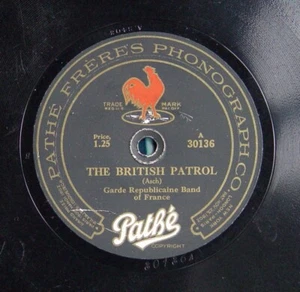 PATHÉ FRÈRES PHONOGRAPH CO.
TRADE MARK
Price,
1.25
A
30136
THE BRITISH PATROL
(Asch)
Garde Republicaine Band
of France
Pathé
COPYRIGHT